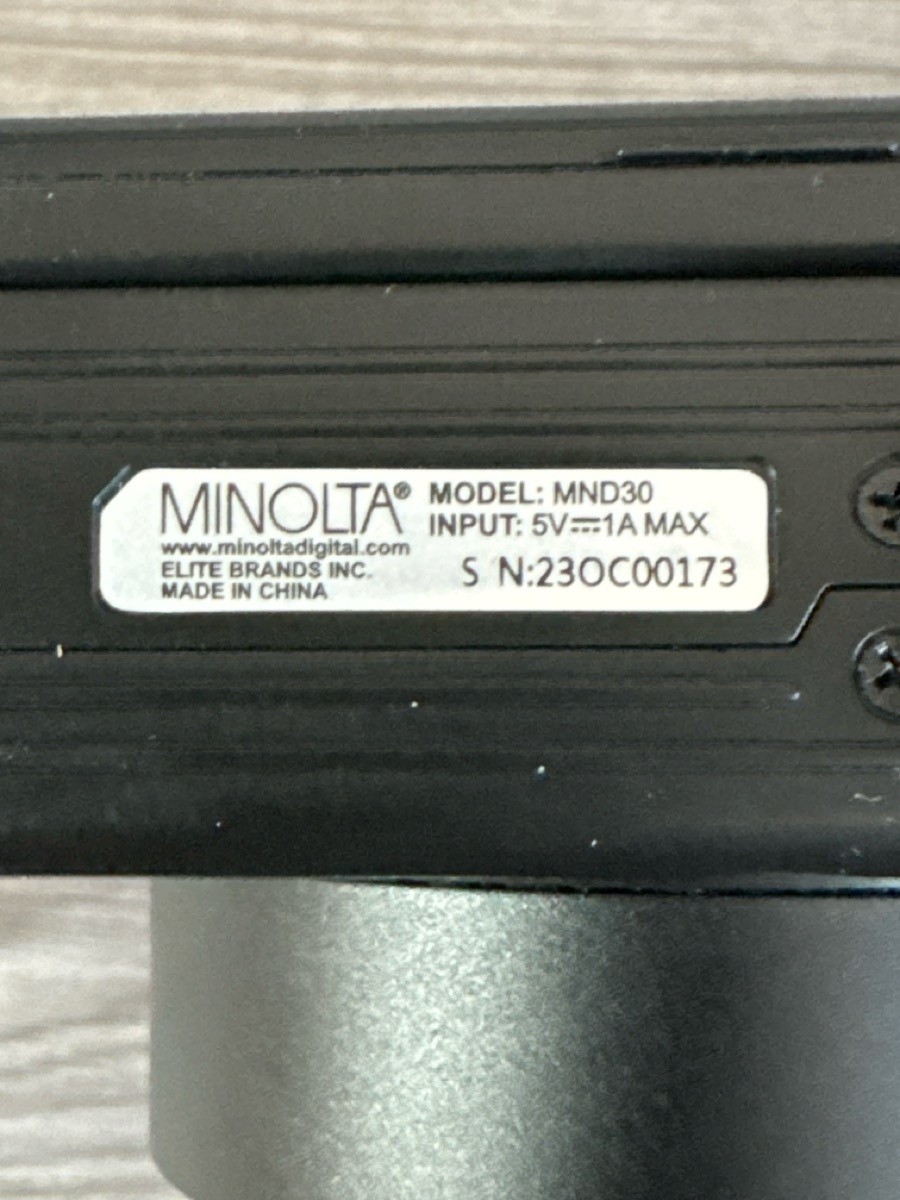 MINOLTA®
www.minoltadigital.com
ELITE BRANDS INC.
MADE IN CHINA
MODEL: MND30
INPUT: 5V⎓1A MAX
S N:23OC00173